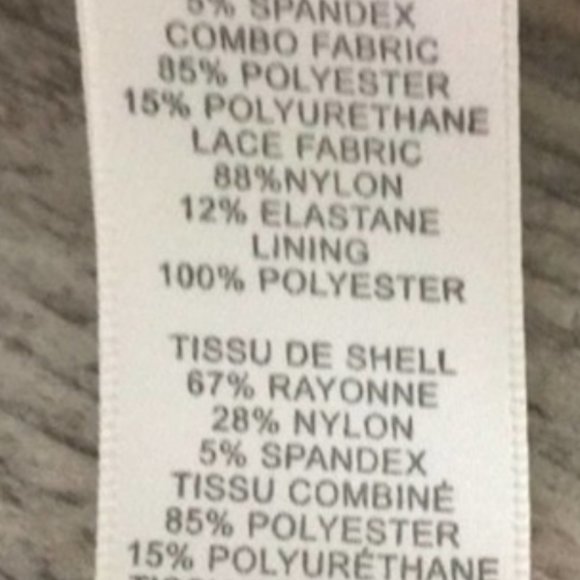 5% SPANDEX
COMBO FABRIC
85% POLYESTER
15% POLYURETHANE
LACE FABRIC
88%NYLON
12% ELASTANE
LINING
100% POLYESTER
TISSU DE SHELL
67% RAYONNE
28% NYLON
5% SPANDEX
TISSU COMBINÉ
85% POLYESTER
15% POLYURÉTHANE